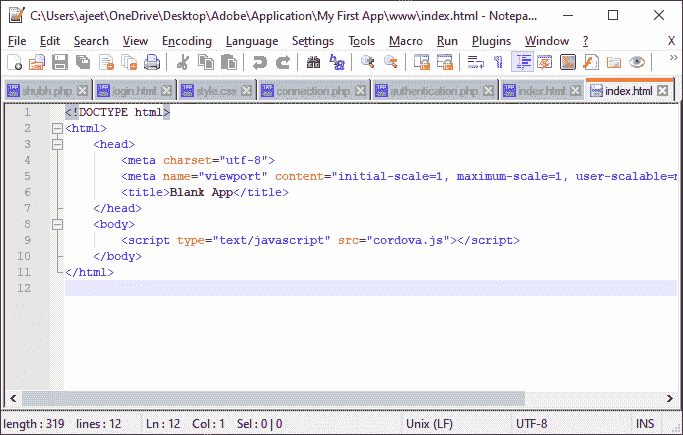 C:\Users\ajeet\OneDrive\Desktop\Adobe\Application\My First App\www\index.html - Notepa...
File Edit Search View Encoding Language Settings Tools Macro Run Plugins Window ? X
shubh.php login.html style.css connection.php authentication.php index.html index.html
1 <!DOCTYPE html>
2 <html>
3 <head>
4 <meta charset="utf-8">
5 <meta name="viewport" content="initial-scale=1, maximum-scale=1, user-scalable=
6 <title>Blank App</title>
7 </head>
8 <body>
9 <script type="text/javascript" src="cordova.js"></script>
10 </body>
11 </html>
12
length : 319 lines : 12 Ln : 12 Col : 1 Sel : 0 | 0 Unix (LF) UTF-8 INS